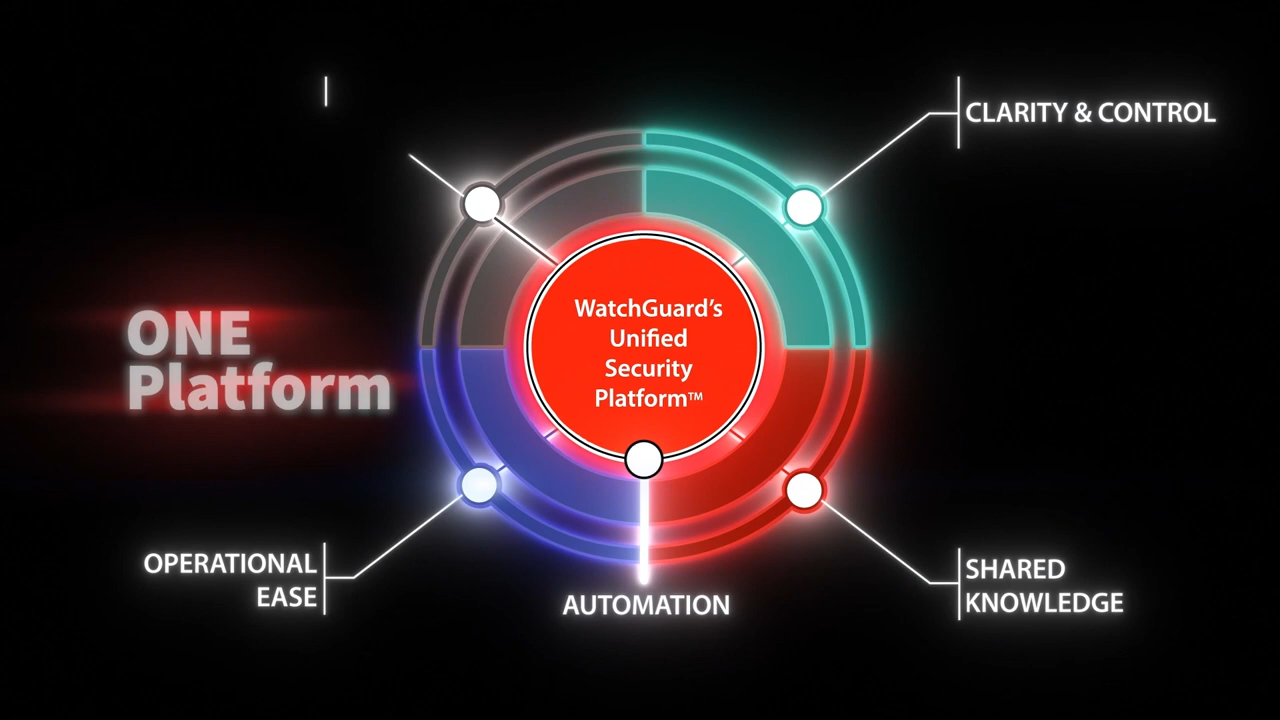 CLARITY & CONTROL
ONE
Platform
WatchGuard’s
Unified
Security
Platform™
OPERATIONAL
EASE
AUTOMATION
SHARED
KNOWLEDGE